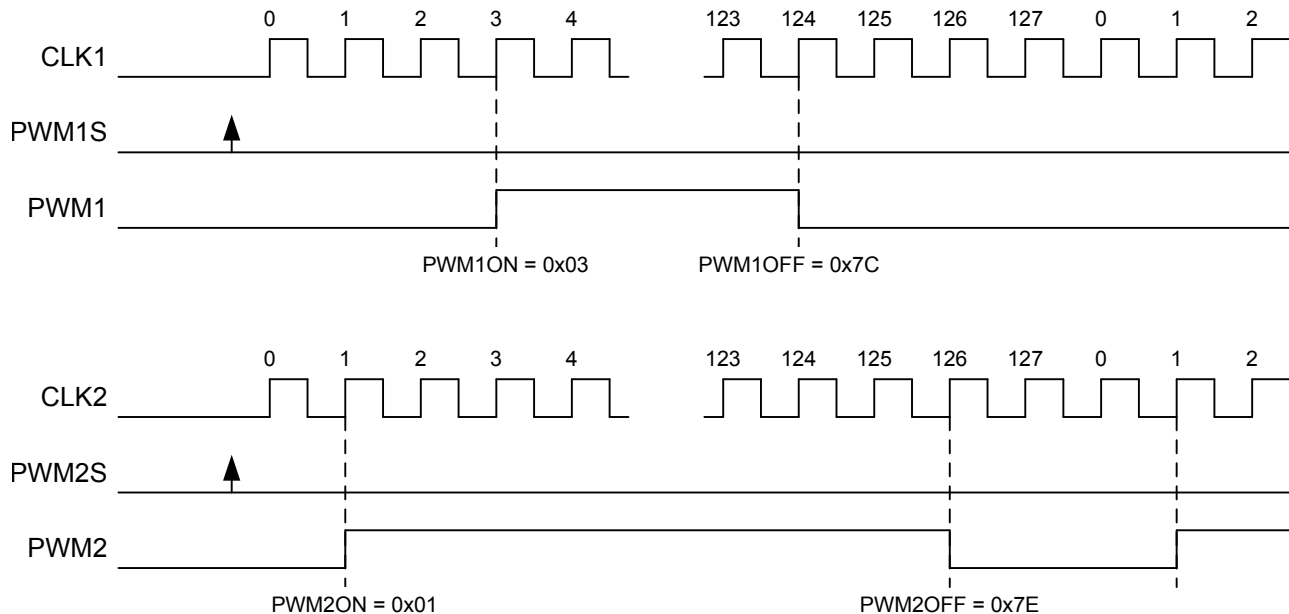 0 1 2 3 4 123 124 125 126 127 0 1 2
CLK1
PWM1S
PWM1
PWM1ON = 0x03 PWM1OFF = 0x7C
0 1 2 3 4 123 124 125 126 127 0 1 2
CLK2
PWM2S
PWM2
PWM2ON = 0x01 PWM2OFF = 0x7E